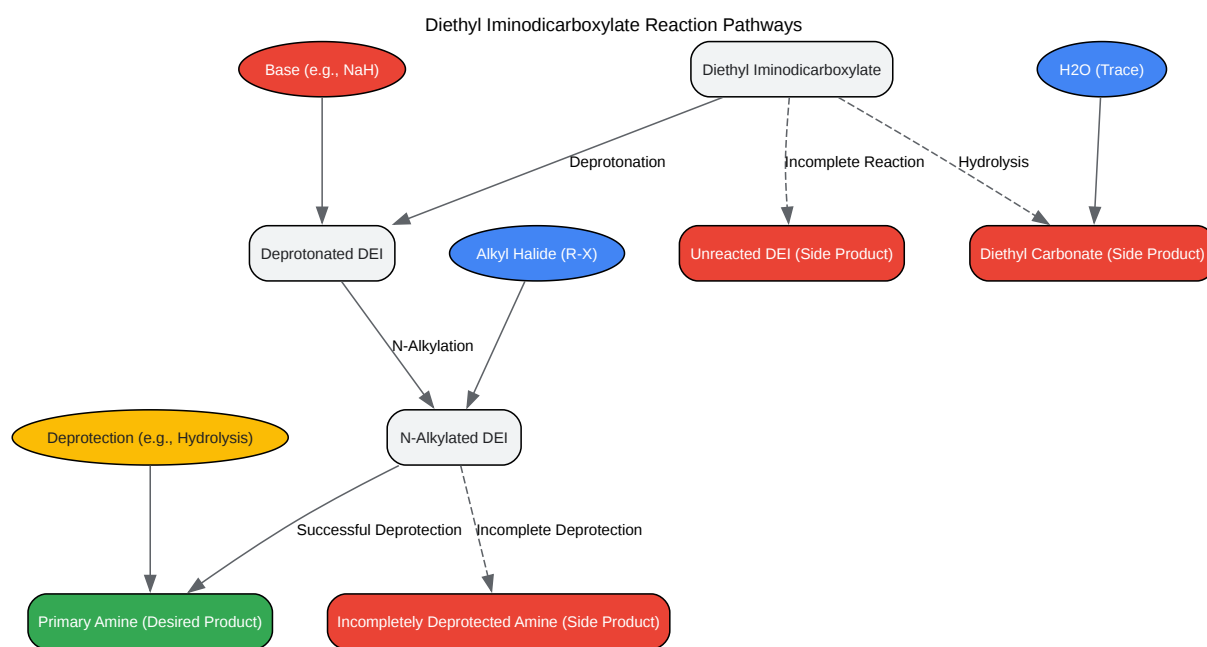 Diethyl Iminodicarboxylate Reaction Pathways
Base (e.g., NaH)
Diethyl Iminodicarboxylate
H2O (Trace)
Deprotonation
Incomplete Reaction
Hydrolysis
Deprotonated DEI
Alkyl Halide (R-X)
Unreacted DEI (Side Product)
Diethyl Carbonate (Side Product)
N-Alkylation
Deprotection (e.g., Hydrolysis)
N-Alkylated DEI
Successful Deprotection
Incomplete Deprotection
Primary Amine (Desired Product)
Incompletely Deprotected Amine (Side Product)